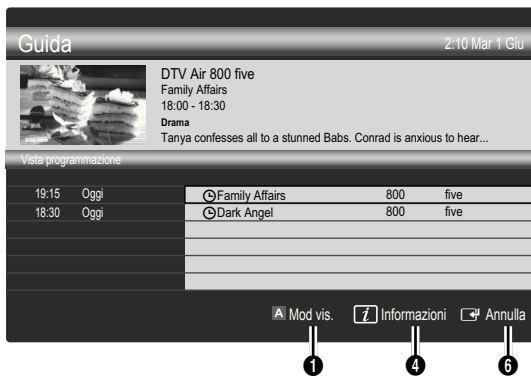 Guida 2:10 Mar 1 Giu
DTV Air 800 five
Family Affairs
18:00 - 18:30
Drama
Tanya confesses all to a stunned Babs. Conrad is anxious to hear...
Vista programmazione
19:15 Oggi Family Affairs 800 five
18:30 Oggi Dark Angel 800 five
A Mod vis. i Informazioni Annulla
1 4 6